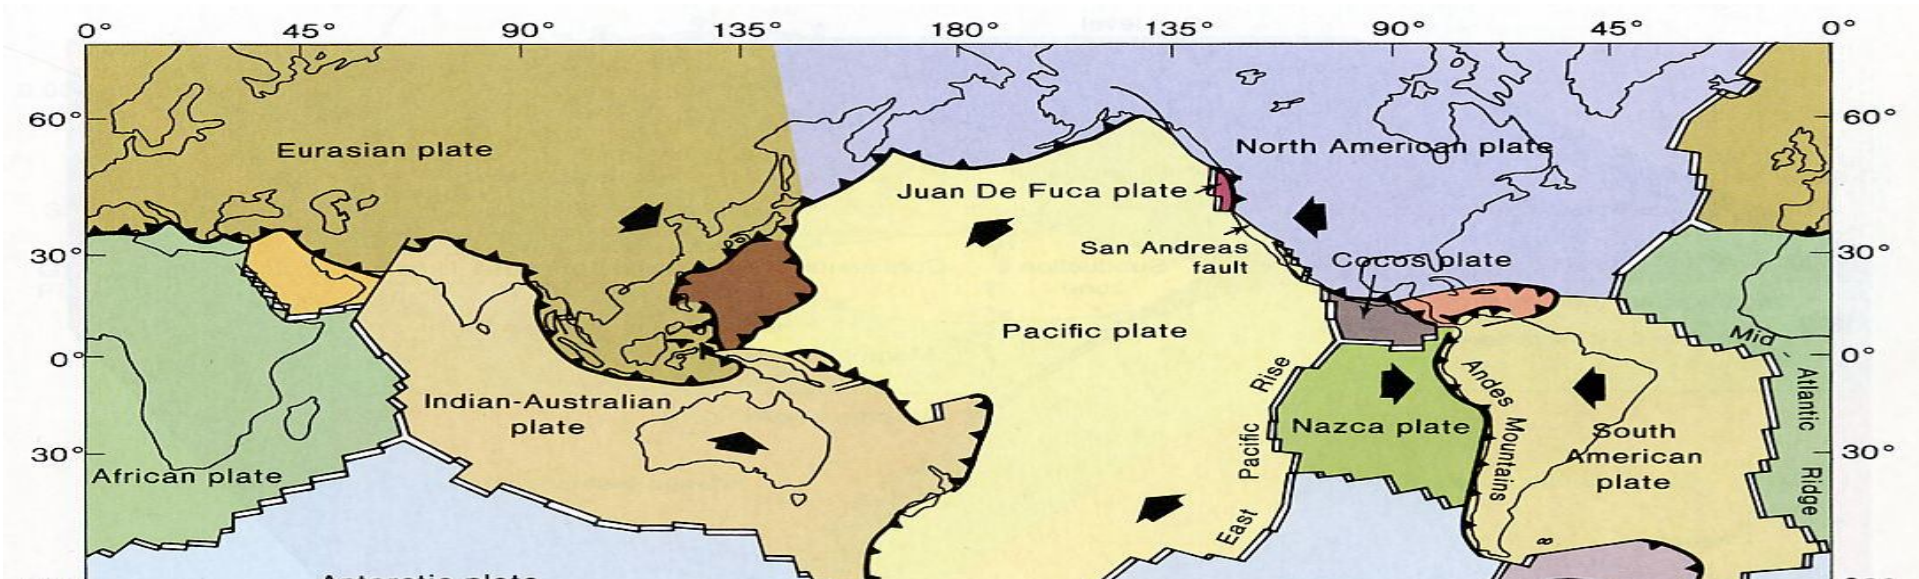 0° 45° 90° 135° 180° 135° 90° 45° 0°
60° 60°
Eurasian plate
North American plate
Juan De Fuca plate
San Andreas
fault
Cocos plate
30° 30°
Pacific plate
0° 0°
Mid
Atlantic
Ridge
Indian-Australian
plate
East Pacific Rise
Nazca plate
Andes Mountains
South
American
plate
African plate
30° 30°